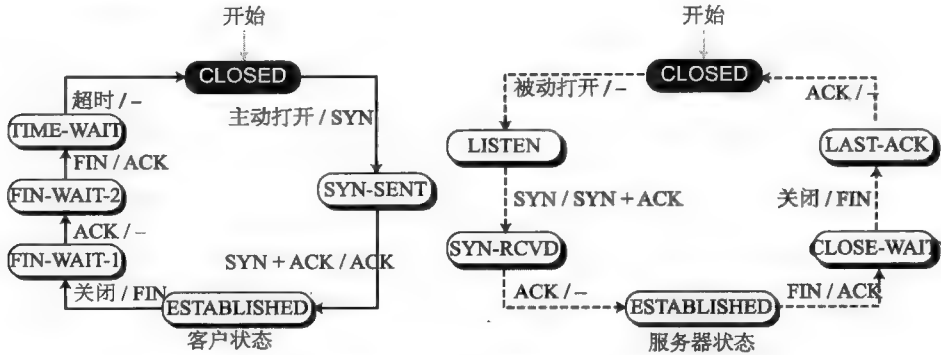 开始
CLOSED
超时 / –
主动打开 / SYN
TIME-WAIT
FIN / ACK
SYN-SENT
FIN-WAIT-2
ACK / –
FIN-WAIT-1
SYN + ACK / ACK
关闭 / FIN
ESTABLISHED
客户状态
开始
CLOSED
被动打开 / –
ACK / –
LISTEN
LAST-ACK
SYN / SYN + ACK
关闭 / FIN
SYN-RCVD
CLOSE-WAIT
ACK / –
FIN / ACK
ESTABLISHED
服务器状态